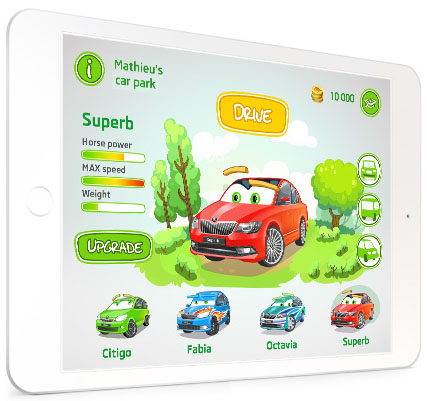 Mathieu's
car park
10 000
DRIVE
Superb
Horse power
MAX speed
Weight
UPGRADE
Citigo
Fabia
Octavia
Superb